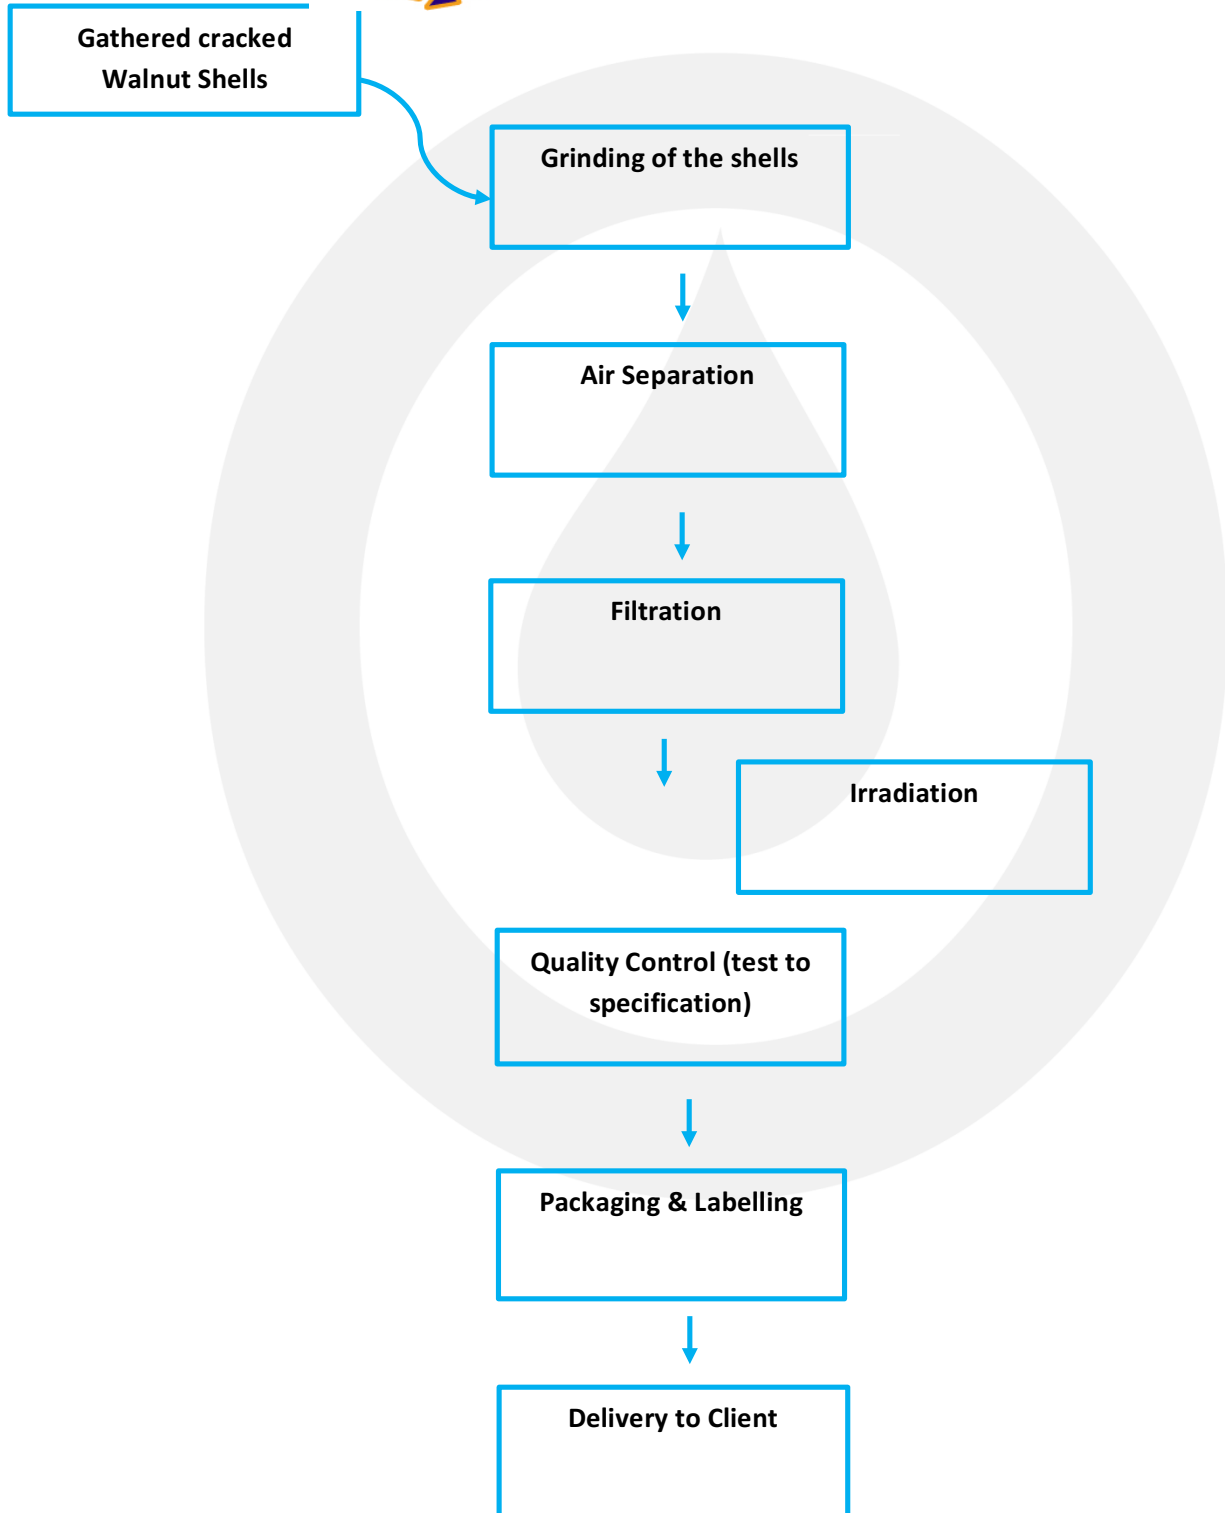 Gathered cracked
Walnut Shells
Grinding of the shells
Air Separation
Filtration
Irradiation
Quality Control (test to
specification)
Packaging & Labelling
Delivery to Client